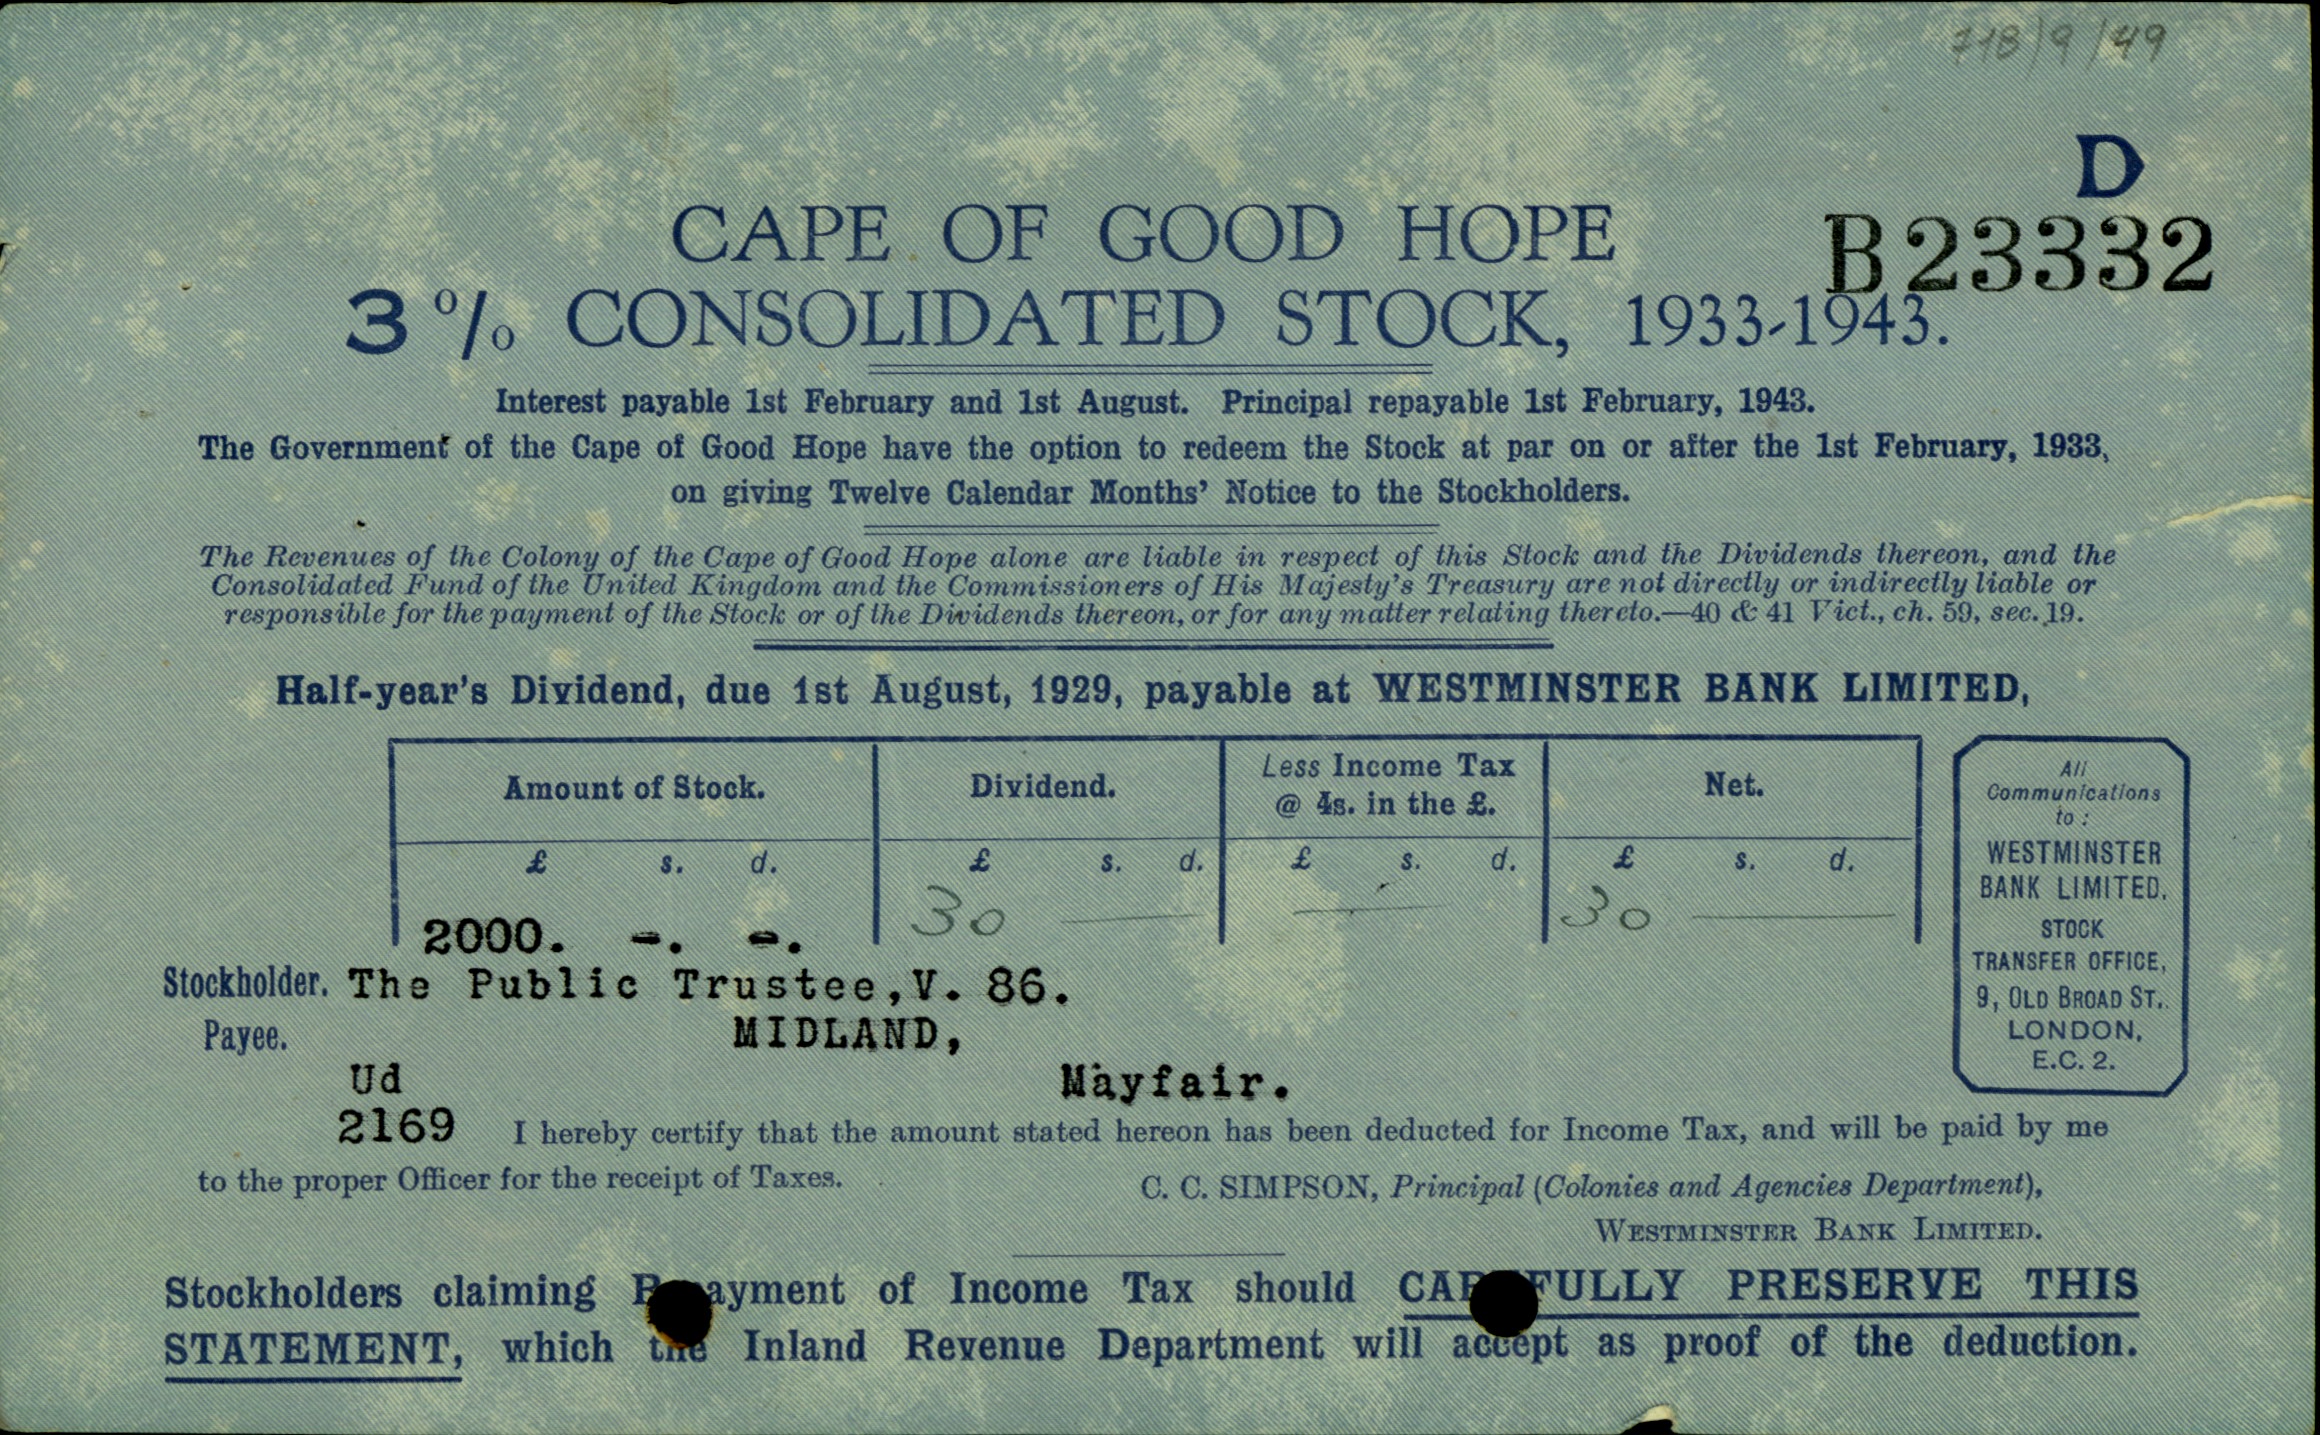 118/9/49
D
B23332
CAPE OF GOOD HOPE
3% CONSOLIDATED STOCK, 1933-1943.
Interest payable 1st February and 1st August. Principal repayable 1st February, 1943.
The Government of the Cape of Good Hope have the option to redeem the Stock at par on or after the 1st February, 1933,
on giving Twelve Calendar Months' Notice to the Stockholders.
The Revenues of the Colony of the Cape of Good Hope alone are liable in respect of this Stock and the Dividends thereon, and the
Consolidated Fund of the United Kingdom and the Commissioners of His Majesty's Treasury are not directly or indirectly liable or
responsible for the payment of the Stock or of the Dividends thereon, or for any matter relating thereto.—40 & 41 Vict., ch. 59, sec. 19.
Half-year's Dividend, due 1st August, 1929, payable at WESTMINSTER BANK LIMITED,
Amount of Stock. Dividend. Less Income Tax @ 4s. in the £. Net.
£ s. d. £ s. d. £ s. d. £ s. d.
2000. -. -. 30 — — 30 —
All
Communications
to :
WESTMINSTER
BANK LIMITED,
STOCK
TRANSFER OFFICE,
9, OLD BROAD ST.,
LONDON,
E.C. 2.
Stockholder. The Public Trustee, V. 86.
Payee. MIDLAND,
Ud Mayfair.
2169 I hereby certify that the amount stated hereon has been deducted for Income Tax, and will be paid by me
to the proper Officer for the receipt of Taxes.
C. C. SIMPSON, Principal (Colonies and Agencies Department),
WESTMINSTER BANK LIMITED.
Stockholders claiming Repayment of Income Tax should CAREFULLY PRESERVE THIS
STATEMENT, which the Inland Revenue Department will accept as proof of the deduction.